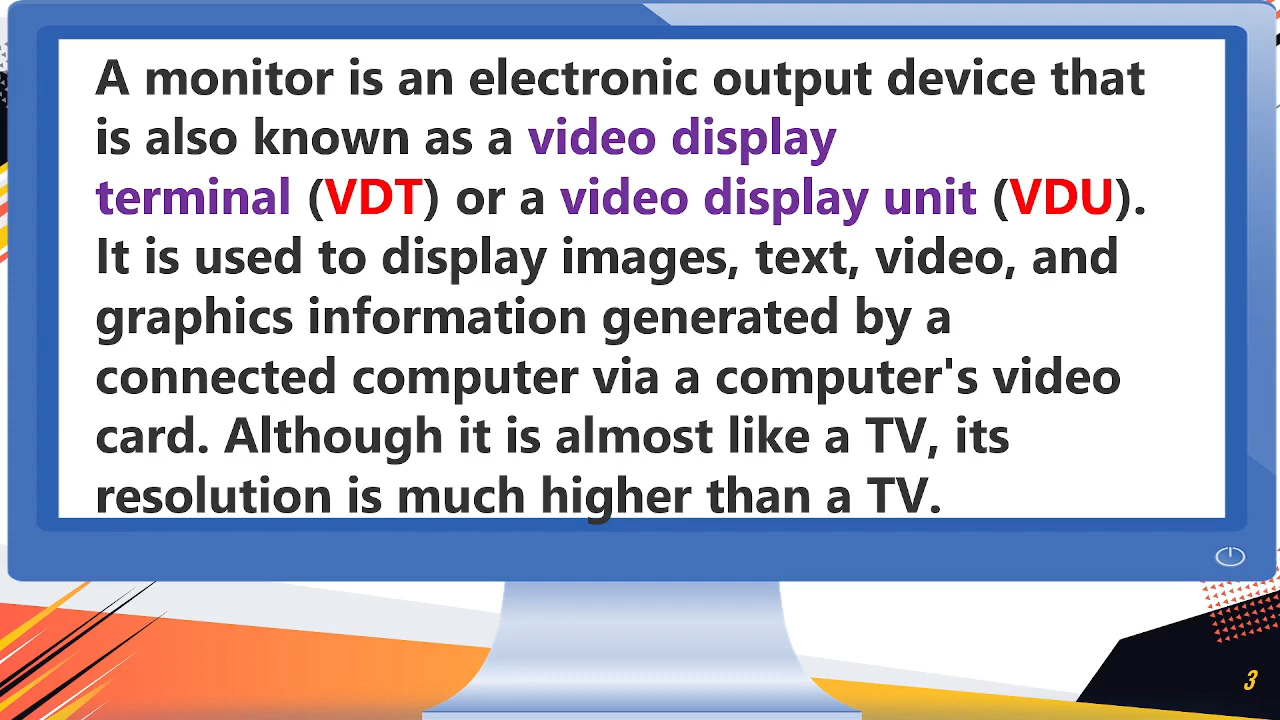 A monitor is an electronic output device that
is also known as a video display
terminal (VDT) or a video display unit (VDU).
It is used to display images, text, video, and
graphics information generated by a
connected computer via a computer's video
card. Although it is almost like a TV, its
resolution is much higher than a TV.
3